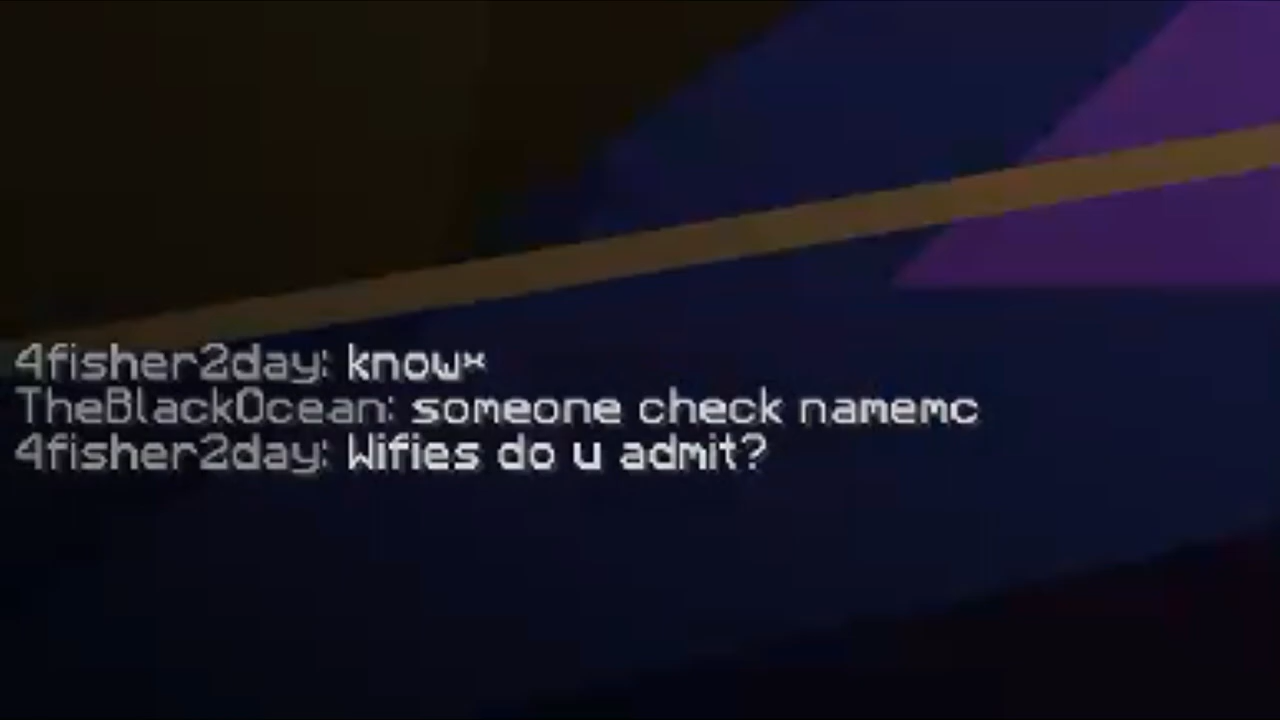 4fisher2day: know*
TheBlackOcean: someone check namemc
4fisher2day: Wifies do u admit?